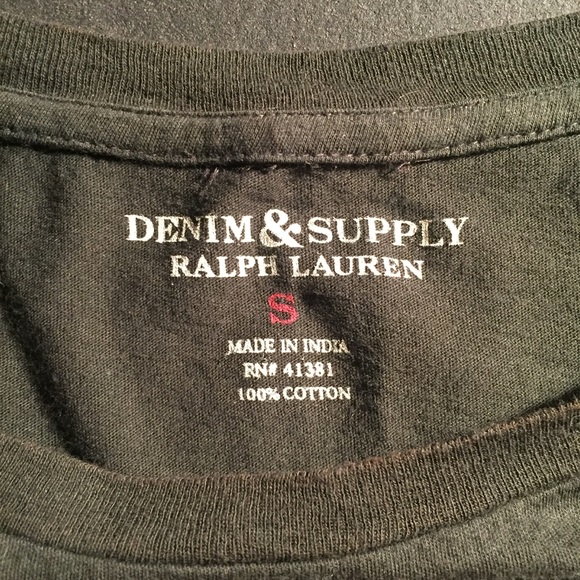 DENIM & SUPPLY
RALPH LAUREN
S
MADE IN INDIA
RN# 41381
100% COTTON